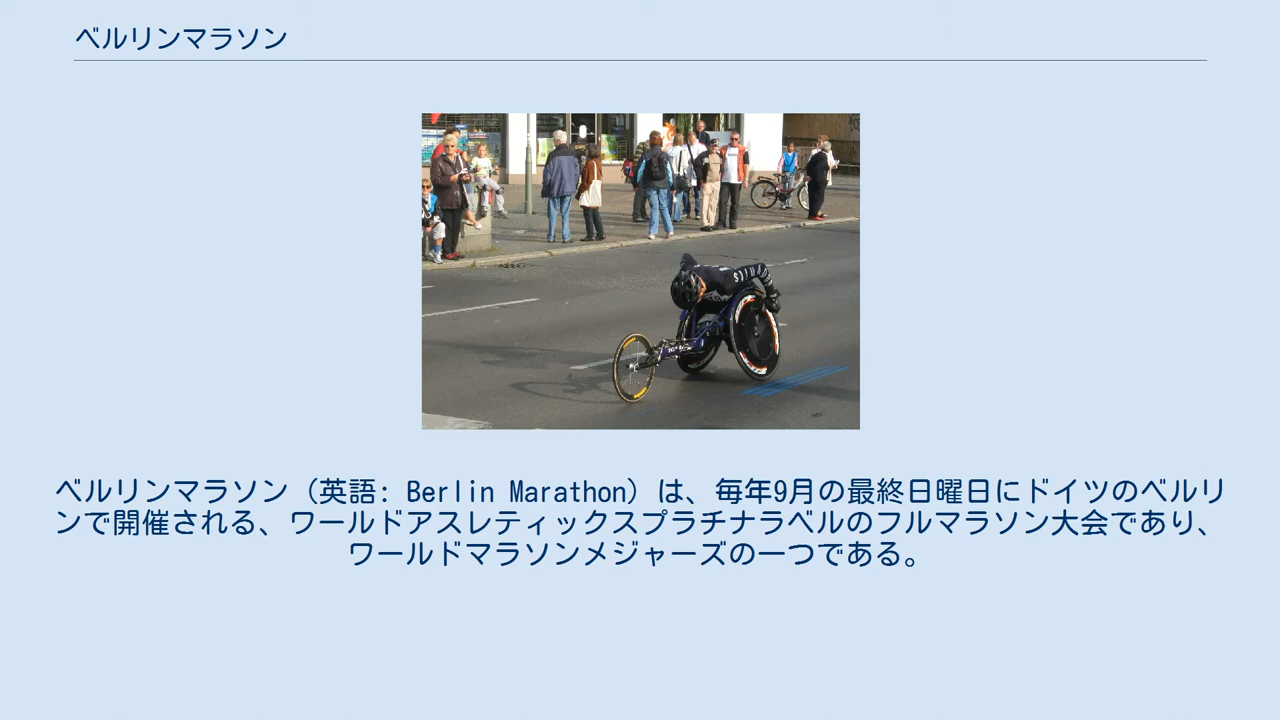 ベルリンマラソン
ベルリンマラソン（英語: Berlin Marathon）は、毎年9月の最終日曜日にドイツのベルリ
ンで開催される、ワールドアスレティックスプラチナラベルのフルマラソン大会であり、
ワールドマラソンメジャーズの一つである。